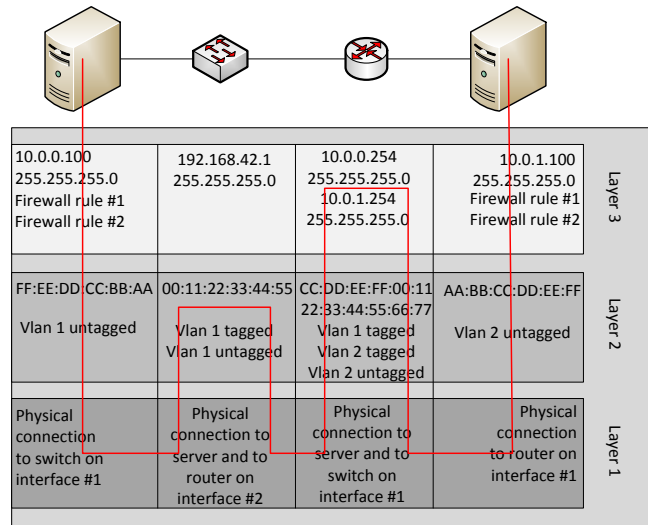 10.0.0.100
255.255.255.0
Firewall rule #1
Firewall rule #2
192.168.42.1
255.255.255.0
10.0.0.254
255.255.255.0
10.0.1.254
255.255.255.0
10.0.1.100
255.255.255.0
Firewall rule #1
Firewall rule #2
Layer 3
FF:EE:DD:CC:BB:AA
Vlan 1 untagged
00:11:22:33:44:55
Vlan 1 tagged
Vlan 1 untagged
CC:DD:EE:FF:00:11
22:33:44:55:66:77
Vlan 1 tagged
Vlan 2 tagged
Vlan 2 untagged
AA:BB:CC:DD:EE:FF
Vlan 2 untagged
Layer 2
Physical
connection
to switch on
interface #1
Physical
connection to
server and to
router on
interface #2
Physical
connection to
server and to
switch on
interface #1
Physical
connection
to router on
interface #1
Layer 1